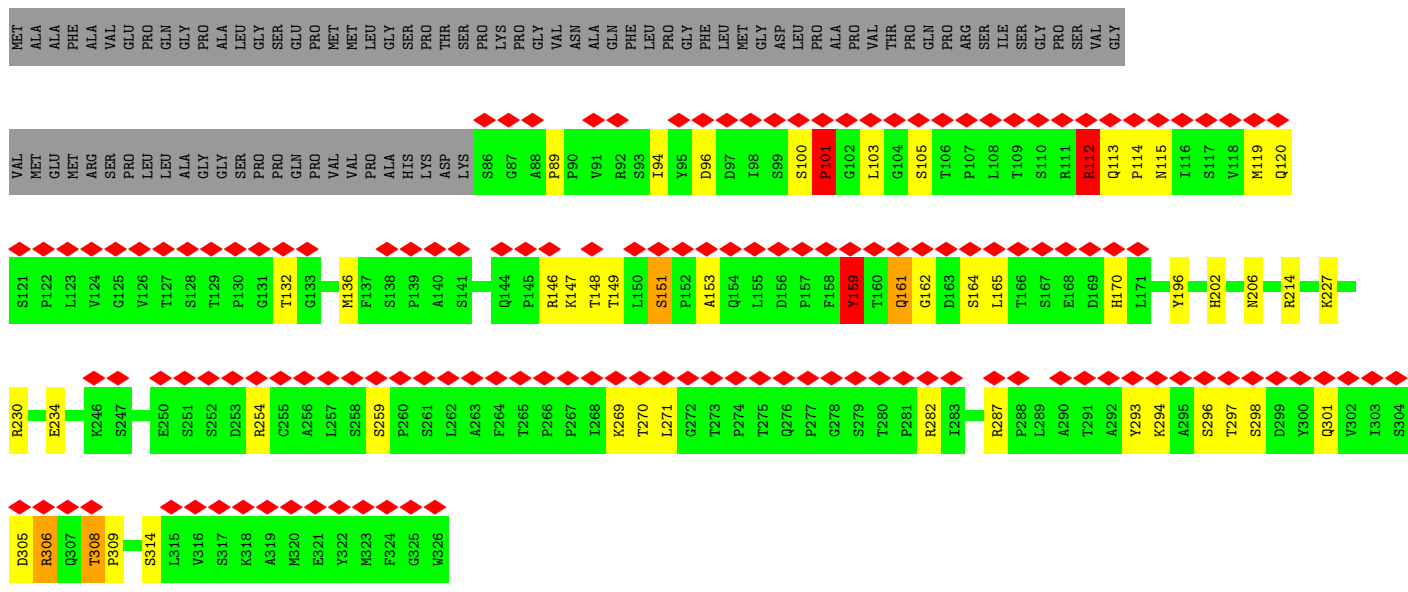 MET ALA ALA PHE ALA VAL GLU PRO GLN GLY PRO ALA LEU GLY SER GLU PRO MET MET LEU GLY SER PRO THR SER PRO LYS PRO GLY VAL ASN ALA GLN PHE LEU PRO GLY PHE LEU MET GLY ASP LEU PRO ALA PRO VAL THR PRO GLN PRO ARG SER ILE SER GLY PRO SER VAL GLY
VAL MET GLU MET ARG SER PRO LEU LEU ALA GLY GLY SER PRO PRO GLN PRO VAL VAL PRO ALA HIS LYS ASP LYS S86 G87 A88 P89 P90 V91 R92 S93 I94 Y95 D96 D97 I98 S99 S100 P101 G102 L103 G104 S105 T106 P107 L108 T109 S110 R111 R112 Q113 P114 N115 I116 S117 V118 M119 Q120
S121 P122 L123 V124 G125 V126 T127 S128 T129 P130 G131 T132 G133 M136 F137 S138 P139 A140 S141 Q144 P145 R146 K147 T148 T149 L150 S151 P152 A153 Q154 L155 D156 P157 F158 Y159 T160 Q161 G162 D163 S164 L165 T166 S167 E168 D169 H170 L171 Y196 H202 N206 R214 K227
R230 E234 K246 S247 E250 S251 S252 D253 R254 C255 A256 L257 S258 S259 P260 S261 L262 A263 F264 T265 P266 P267 I268 K269 T270 L271 G272 T273 P274 T275 Q276 P277 G278 S279 T280 P281 R282 I283 R287 P288 L289 A290 T291 A292 Y293 K294 A295 S296 T297 S298 D299 Y300 Q301 V302 I303 S304
D305 R306 Q307 T308 P309 S314 L315 V316 S317 K318 A319 M320 E321 Y322 M323 F324 G325 W326